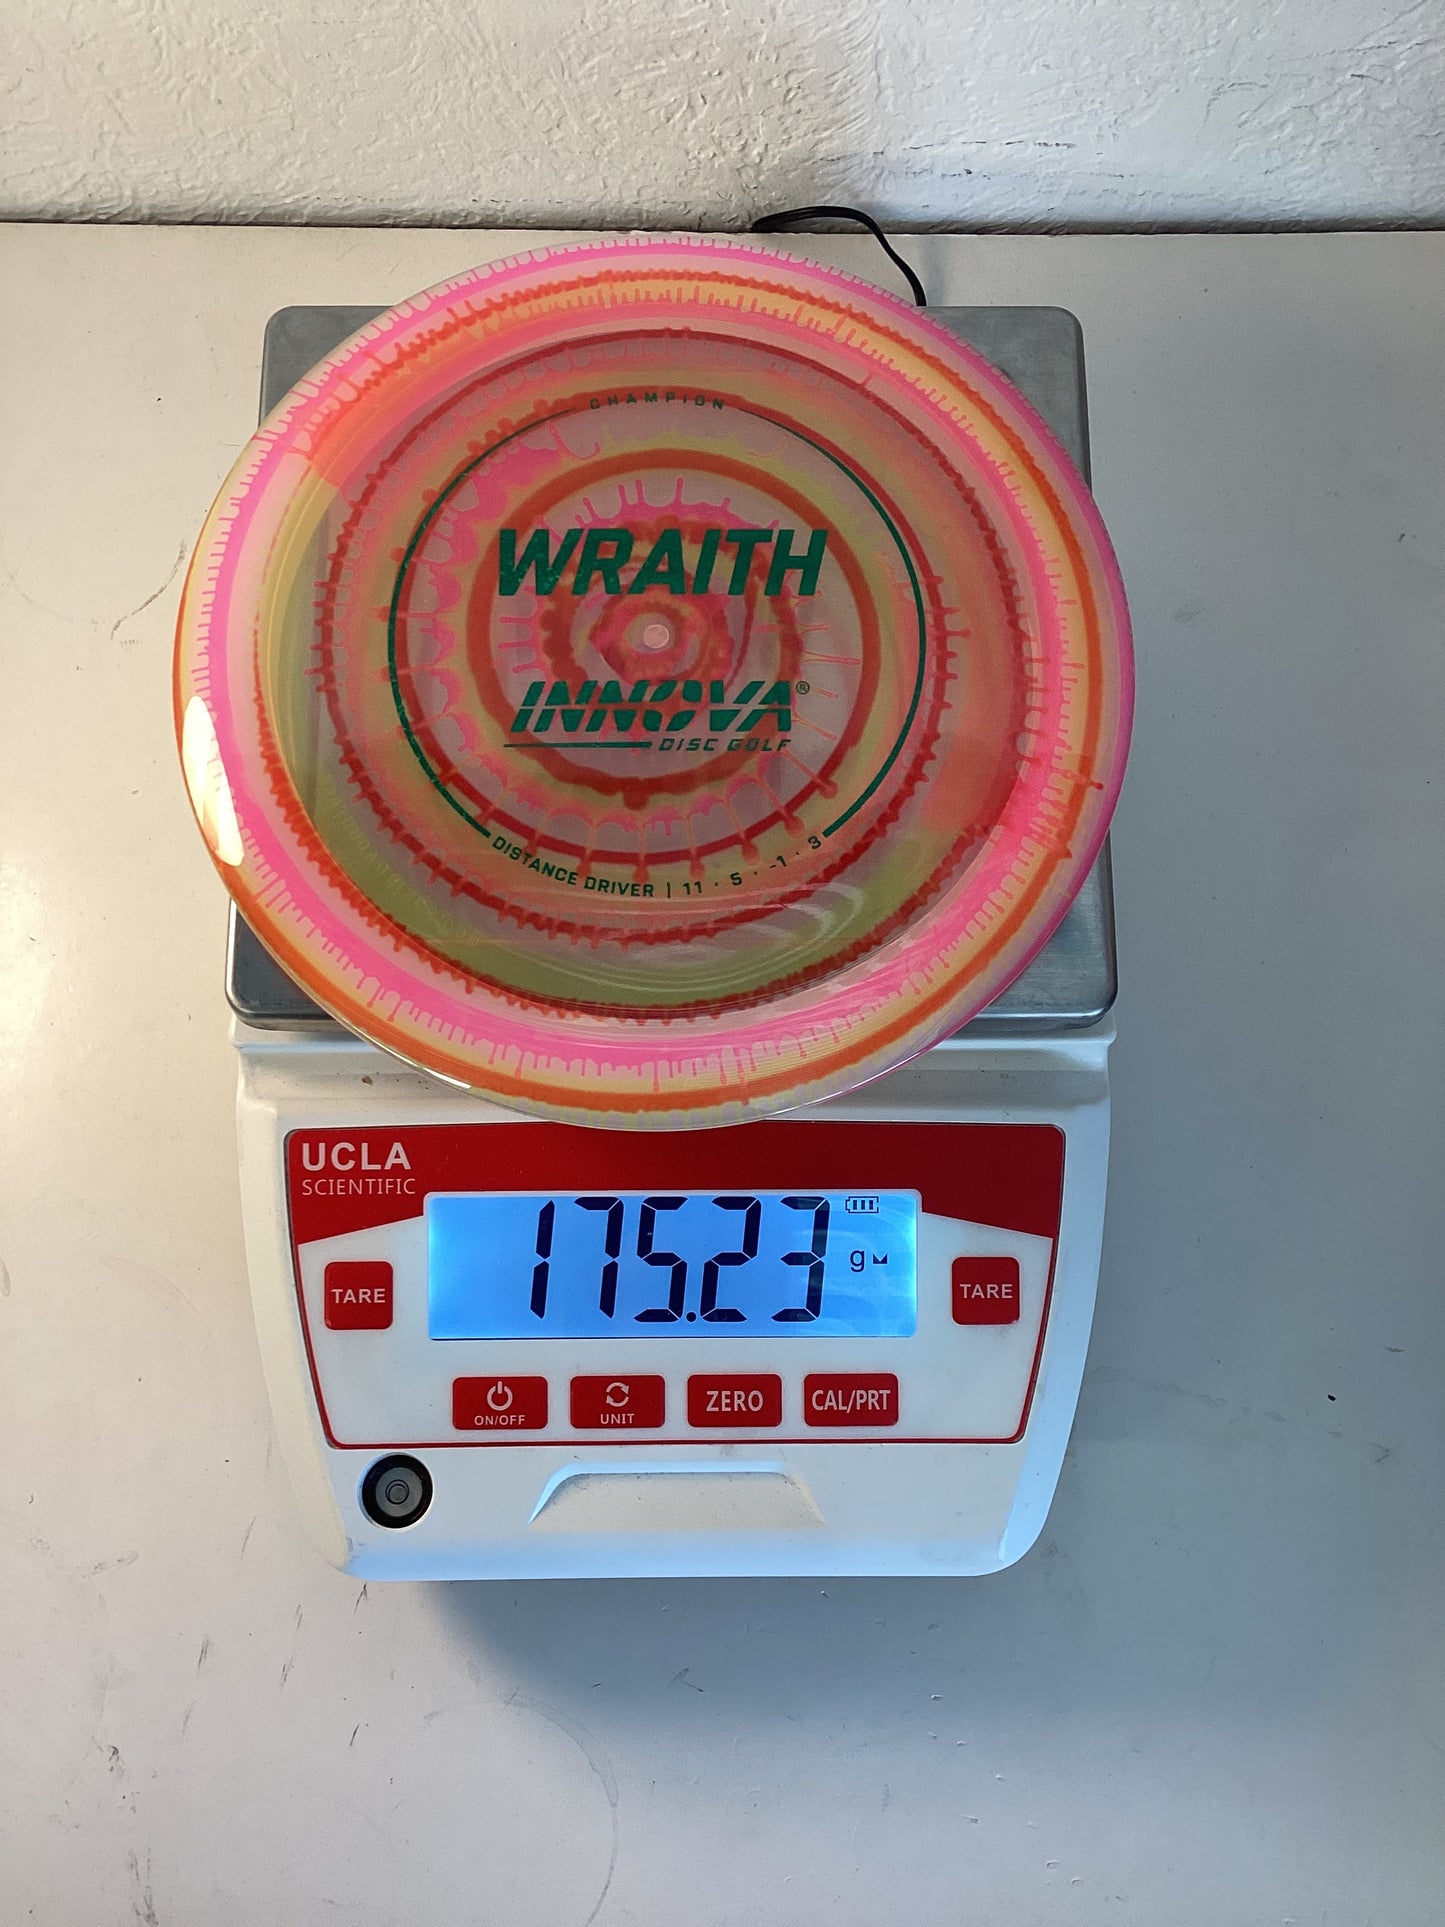 CHAMPION
WRAITH
INNOVA®
DISC GOLF
DISTANCE DRIVER | 11 · 5 · -1 · 3
UCLA
SCIENTIFIC
175.23
g
TARE
TARE
ON/OFF
UNIT
ZERO
CAL/PRT